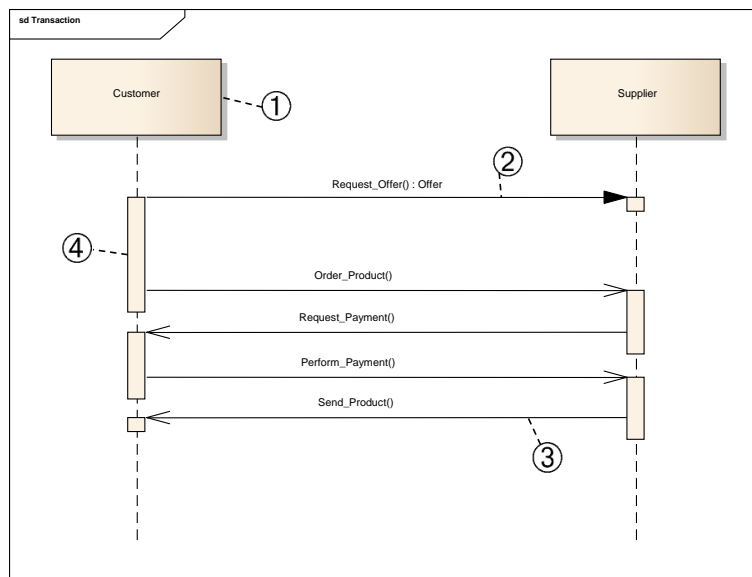 sd Transaction
Customer
Supplier
1
2
Request_Offer() : Offer
4
Order_Product()
Request_Payment()
Perform_Payment()
Send_Product()
3